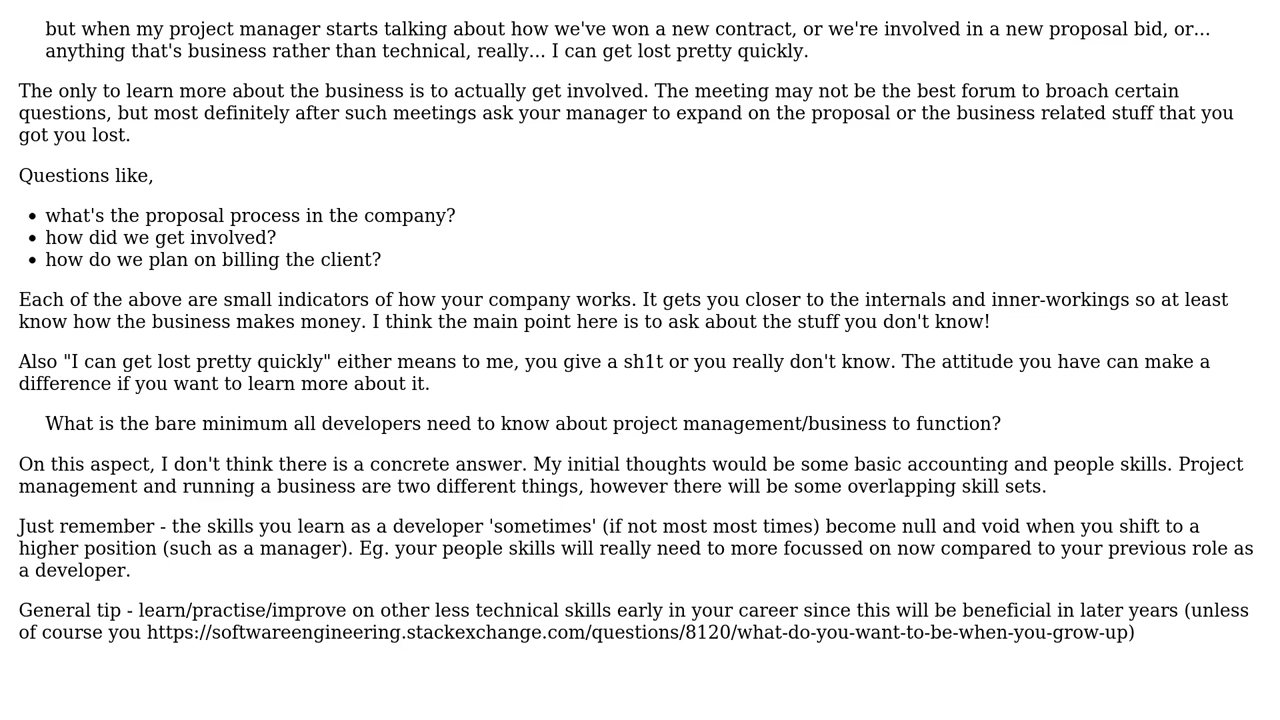 but when my project manager starts talking about how we've won a new contract, or we're involved in a new proposal bid, or...
anything that's business rather than technical, really... I can get lost pretty quickly.
The only to learn more about the business is to actually get involved. The meeting may not be the best forum to broach certain
questions, but most definitely after such meetings ask your manager to expand on the proposal or the business related stuff that you
got you lost.
Questions like,
• what's the proposal process in the company?
• how did we get involved?
• how do we plan on billing the client?
Each of the above are small indicators of how your company works. It gets you closer to the internals and inner-workings so at least
know how the business makes money. I think the main point here is to ask about the stuff you don't know!
Also "I can get lost pretty quickly" either means to me, you give a sh1t or you really don't know. The attitude you have can make a
difference if you want to learn more about it.
What is the bare minimum all developers need to know about project management/business to function?
On this aspect, I don't think there is a concrete answer. My initial thoughts would be some basic accounting and people skills. Project
management and running a business are two different things, however there will be some overlapping skill sets.
Just remember - the skills you learn as a developer 'sometimes' (if not most most times) become null and void when you shift to a
higher position (such as a manager). Eg. your people skills will really need to more focussed on now compared to your previous role as
a developer.
General tip - learn/practise/improve on other less technical skills early in your career since this will be beneficial in later years (unless
of course you https://softwareengineering.stackexchange.com/questions/8120/what-do-you-want-to-be-when-you-grow-up)